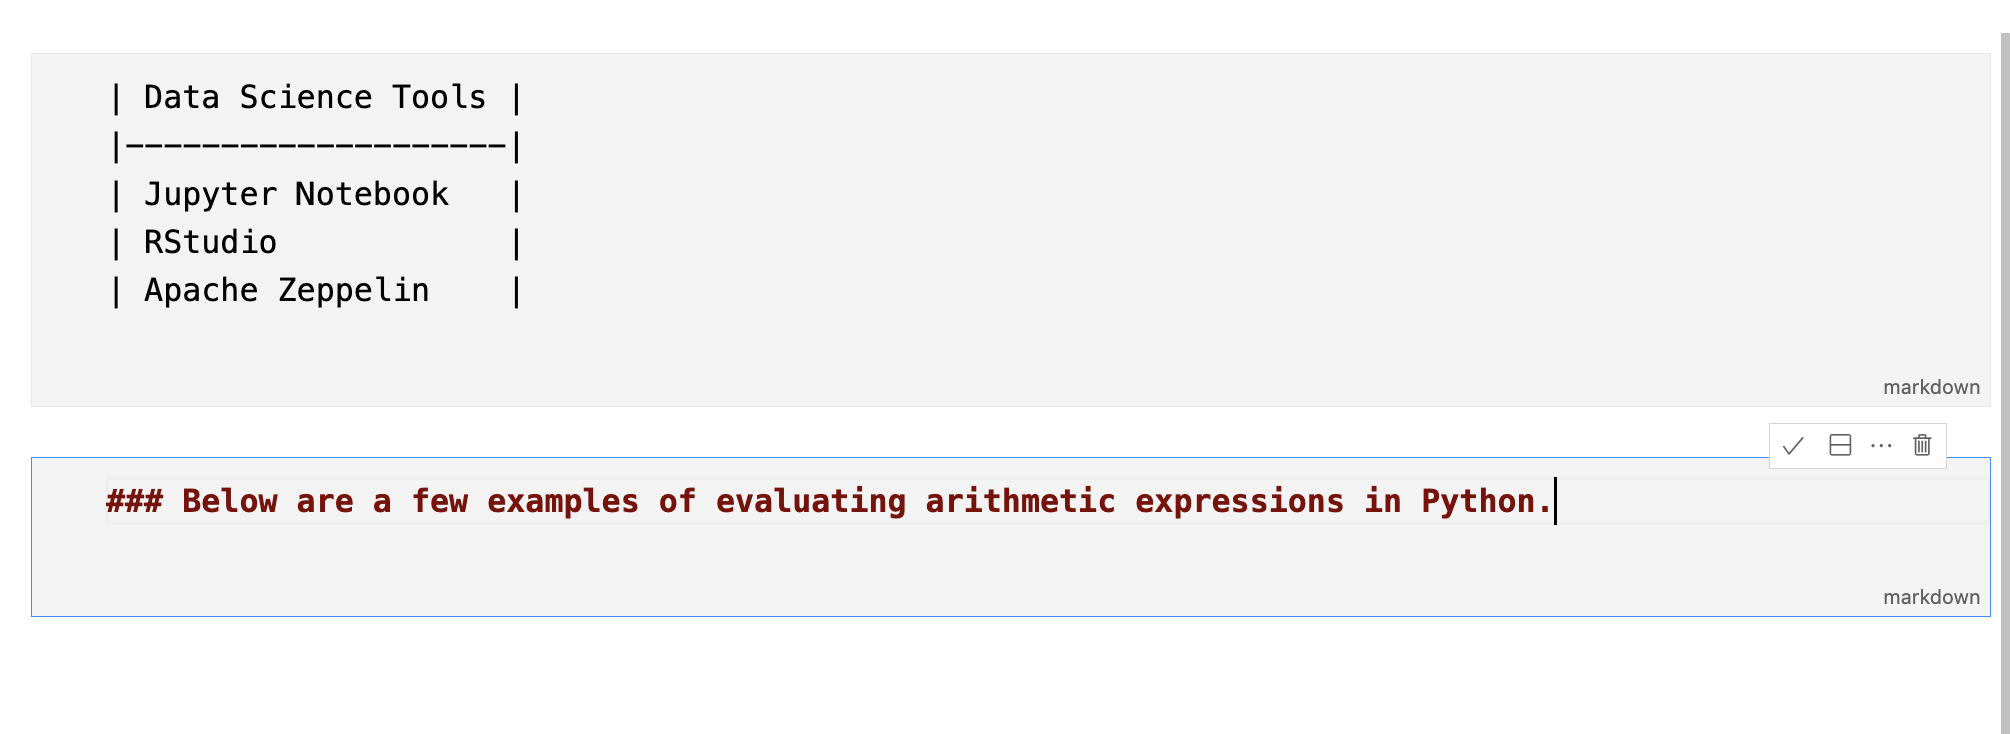 | Data Science Tools |
|--------------------|
| Jupyter Notebook   |
| RStudio            |
| Apache Zeppelin    |
markdown
### Below are a few examples of evaluating arithmetic expressions in Python.
markdown